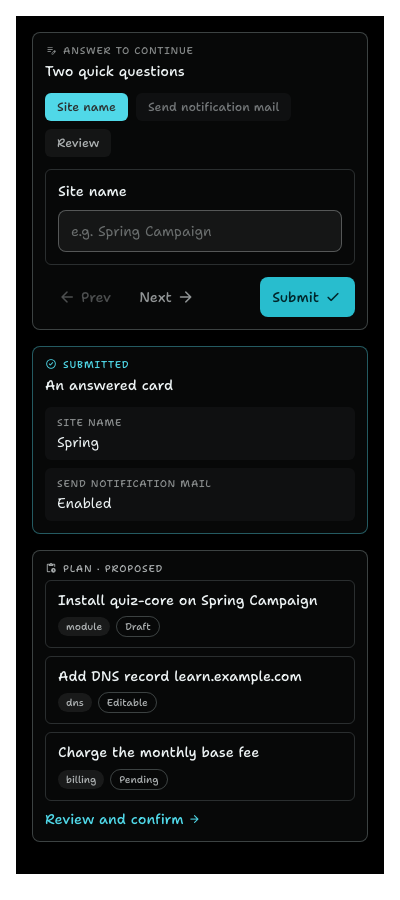 ANSWER TO CONTINUE
Two quick questions
Site name
Send notification mail
Review
Site name
e.g. Spring Campaign
Prev
Next
Submit
SUBMITTED
An answered card
SITE NAME
Spring
SEND NOTIFICATION MAIL
Enabled
PLAN · PROPOSED
Install quiz-core on Spring Campaign
module
Draft
Add DNS record learn.example.com
dns
Editable
Charge the monthly base fee
billing
Pending
Review and confirm